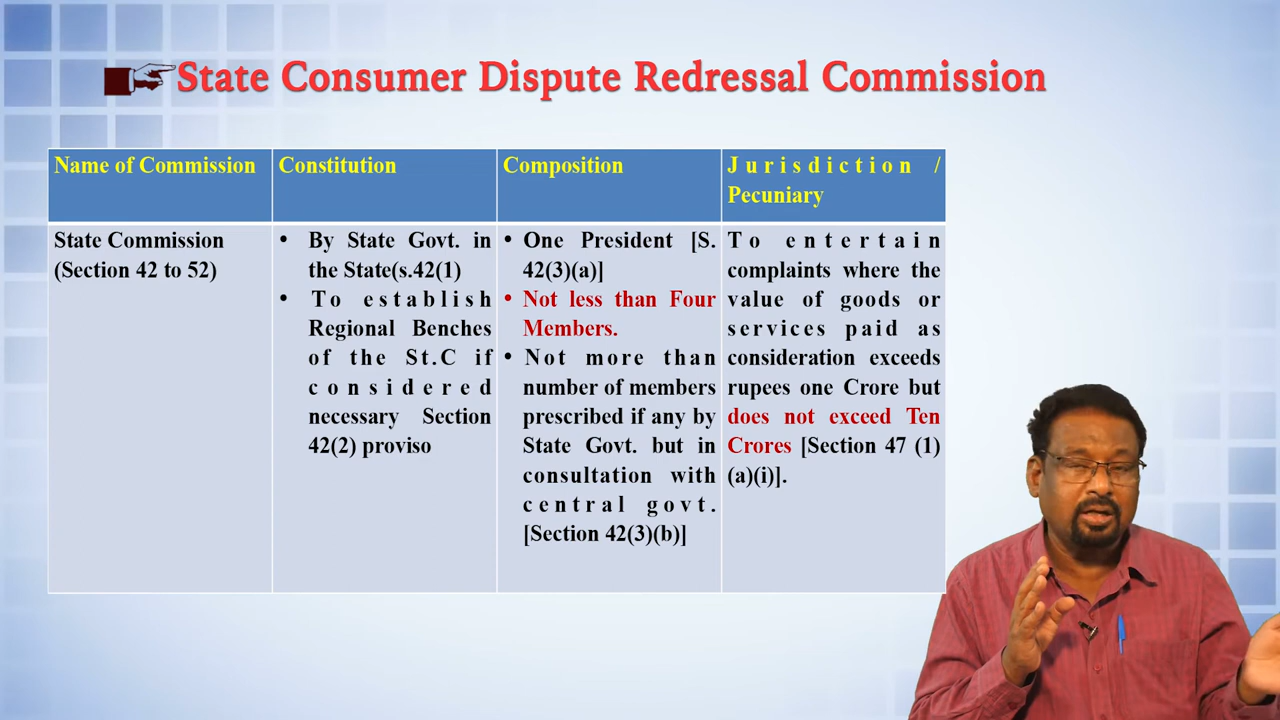 State Consumer Dispute Redressal Commission
Name of Commission
Constitution
Composition
Jurisdiction /
Pecuniary
State Commission
(Section 42 to 52)
• By State Govt. in
the State(s.42(1)
• To establish
Regional Benches
of the St.C if
considered
necessary Section
42(2) proviso
• One President [S.
42(3)(a)]
• Not less than Four
Members.
• Not more than
number of members
prescribed if any by
State Govt. but in
consultation with
central govt.
[Section 42(3)(b)]
To entertain
complaints where the
value of goods or
services paid as
consideration exceeds
rupees one Crore but
does not exceed Ten
Crores [Section 47 (1)
(a)(i)].